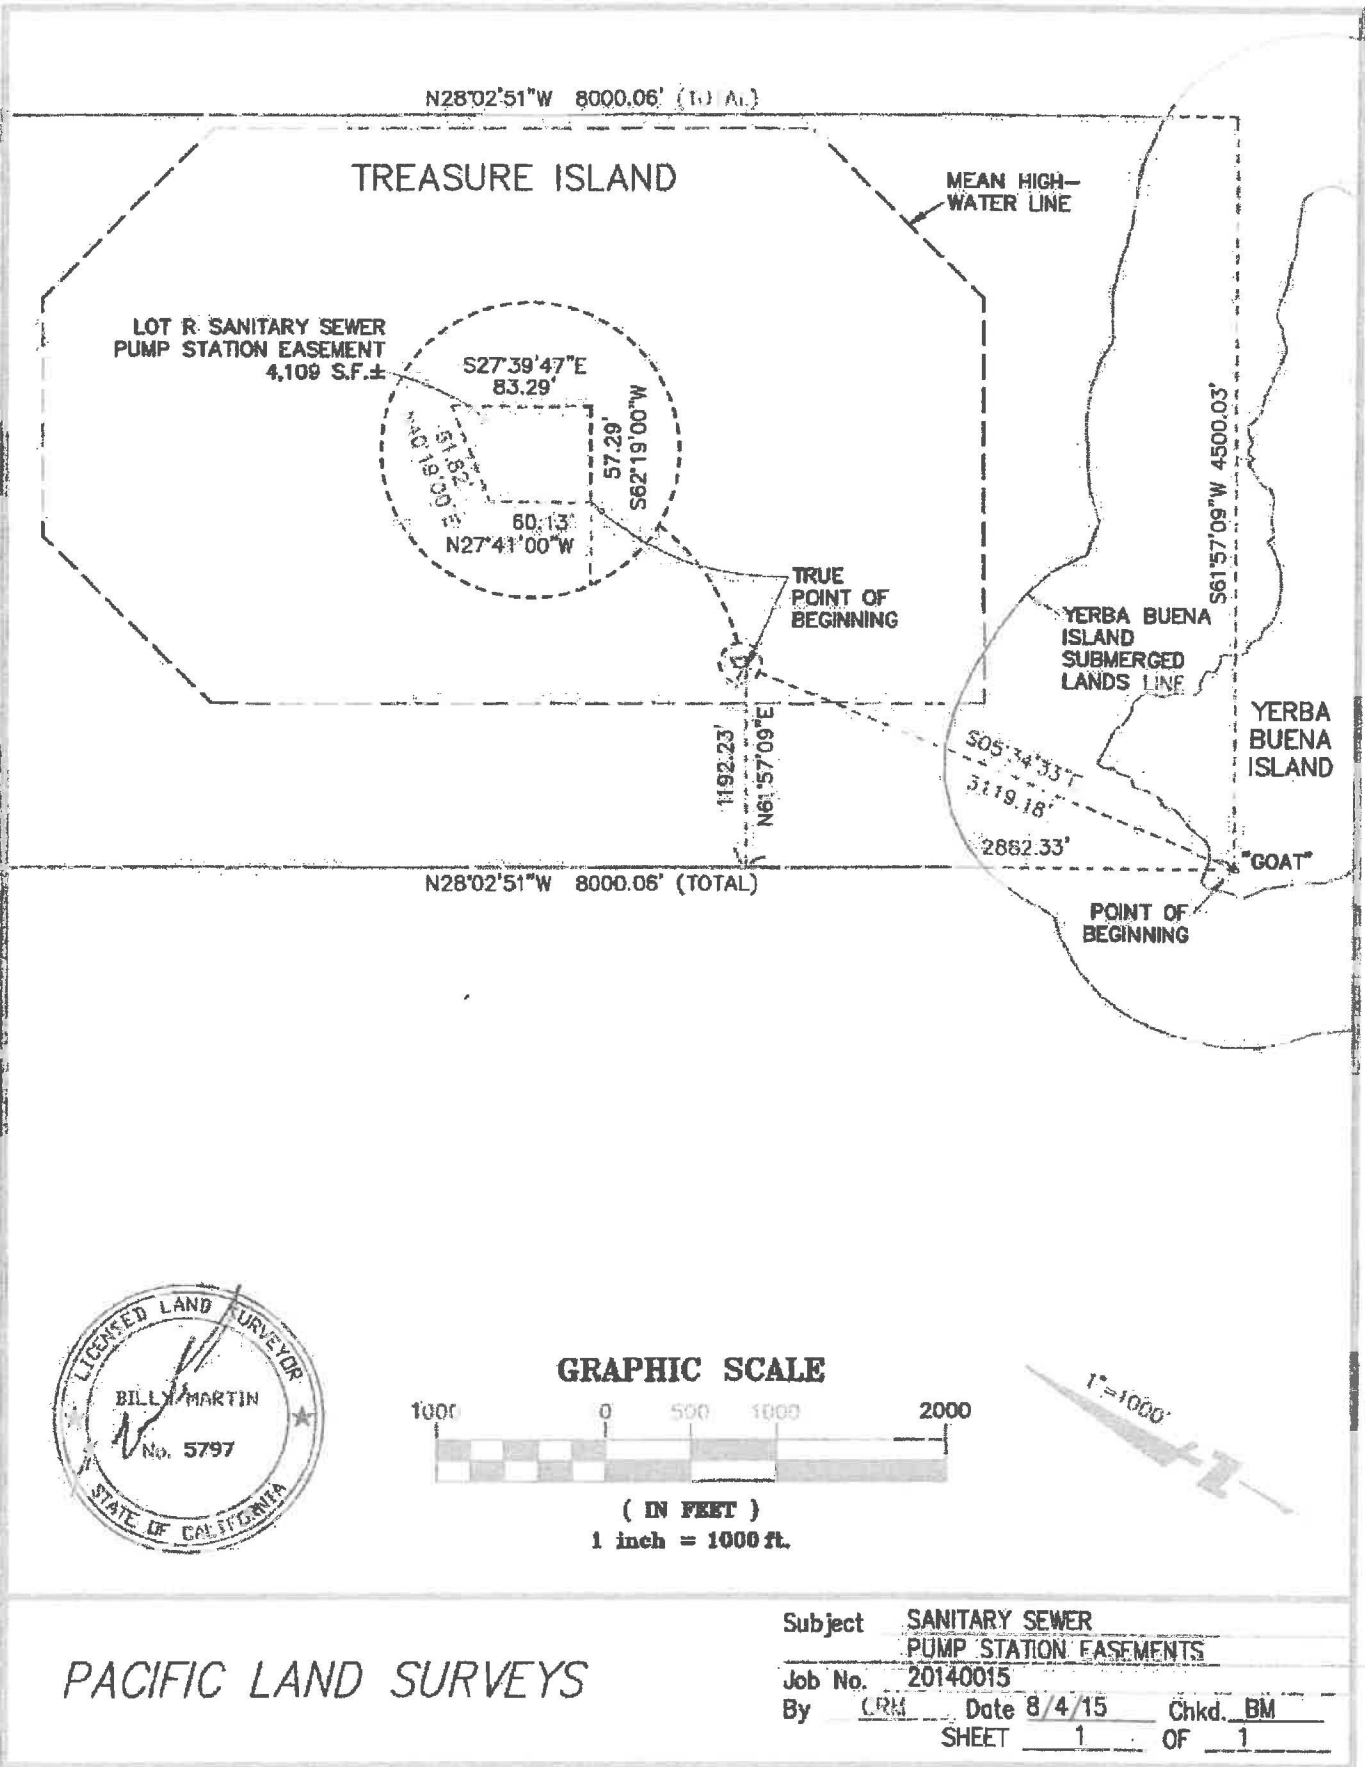 N28°02'51"W 8000.06' (TOTAL)
TREASURE ISLAND
MEAN HIGH-
WATER LINE
LOT R SANITARY SEWER
PUMP STATION EASEMENT
4,109 S.F.±
S27°39'47"E
83.29'
57.29'
S62°19'00"W
51.82'
N40°19'00"E
60.13'
N27°41'00"W
TRUE
POINT OF
BEGINNING
S61°57'09"W 4500.03'
YERBA BUENA
ISLAND
SUBMERGED
LANDS LINE
YERBA
BUENA
ISLAND
1192.23'
N61°57'09"E
S05°34'33"E
3119.18'
2882.33'
"GOAT"
N28°02'51"W 8000.06' (TOTAL)
POINT OF
BEGINNING
LICENSED LAND SURVEYOR
BILLY MARTIN
No. 5797
STATE OF CALIFORNIA
GRAPHIC SCALE
1000 0 500 1000 2000
( IN FEET )
1 inch = 1000 ft.
1"=1000'
N
PACIFIC LAND SURVEYS
Subject SANITARY SEWER
PUMP STATION EASEMENTS
Job No. 20140015
By CRM Date 8/4/15 Chkd. BM
SHEET 1 OF 1